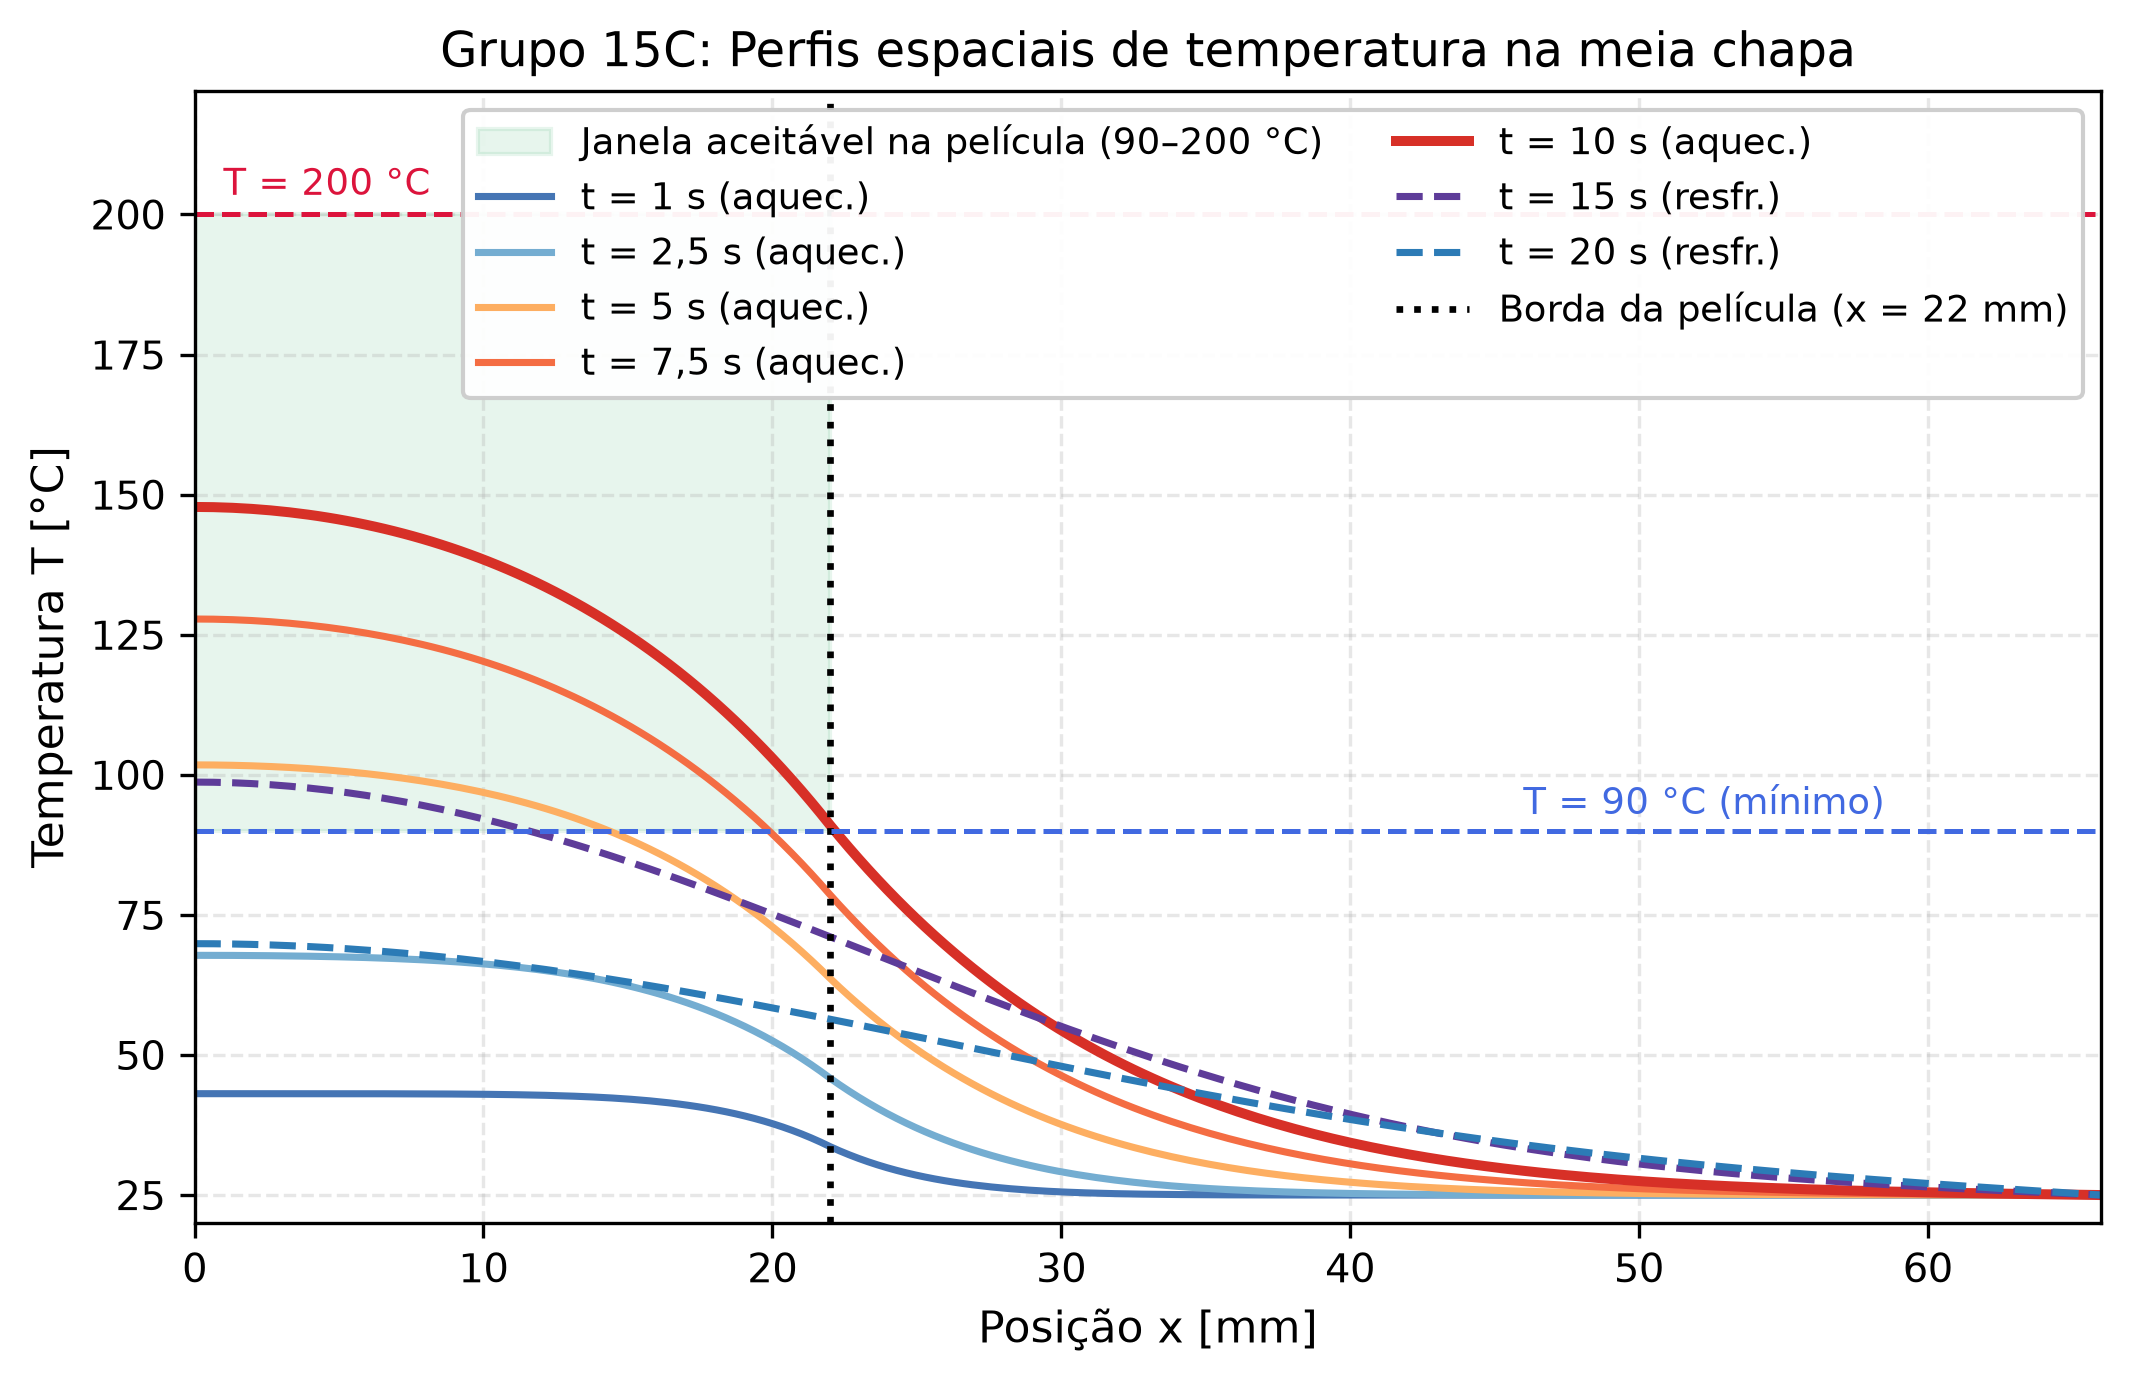 Grupo 15C: Perfis espaciais de temperatura na meia chapa
Janela aceitável na película (90–200 °C)
t = 1 s (aquec.)
t = 2,5 s (aquec.)
t = 5 s (aquec.)
t = 7,5 s (aquec.)
t = 10 s (aquec.)
t = 15 s (resfr.)
t = 20 s (resfr.)
Borda da película (x = 22 mm)
T = 200 °C
T = 90 °C (mínimo)
Temperatura T [°C]
200
175
150
125
100
75
50
25
0
10
20
30
40
50
60
Posição x [mm]